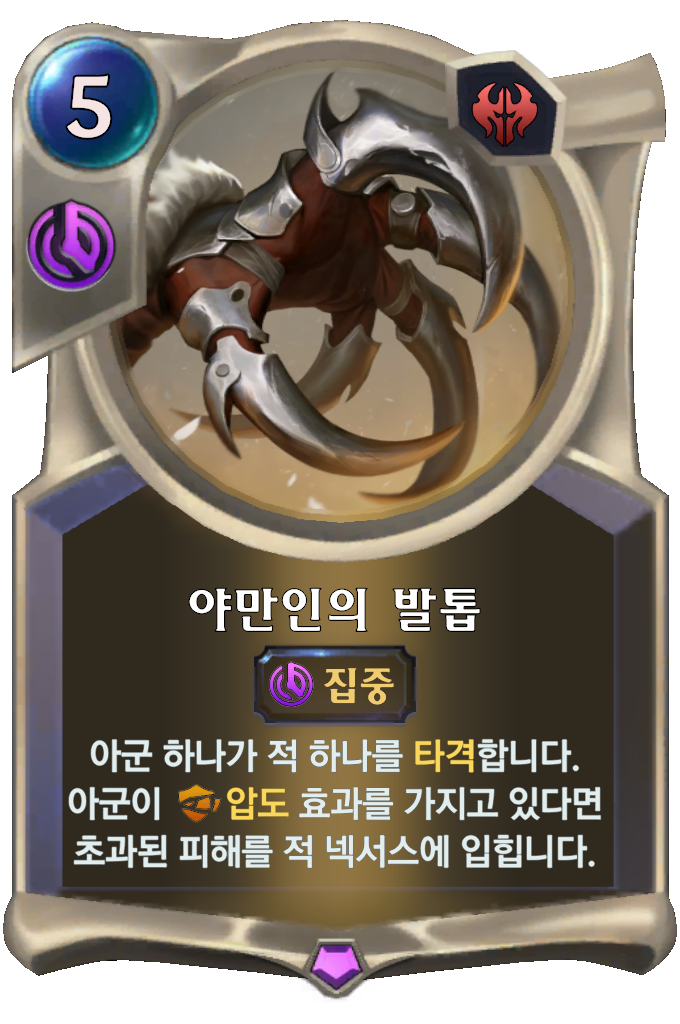 5
야만인의 발톱
집중
아군 하나가 적 하나를 타격합니다.
아군이 압도 효과를 가지고 있다면
초과된 피해를 적 넥서스에 입힙니다.